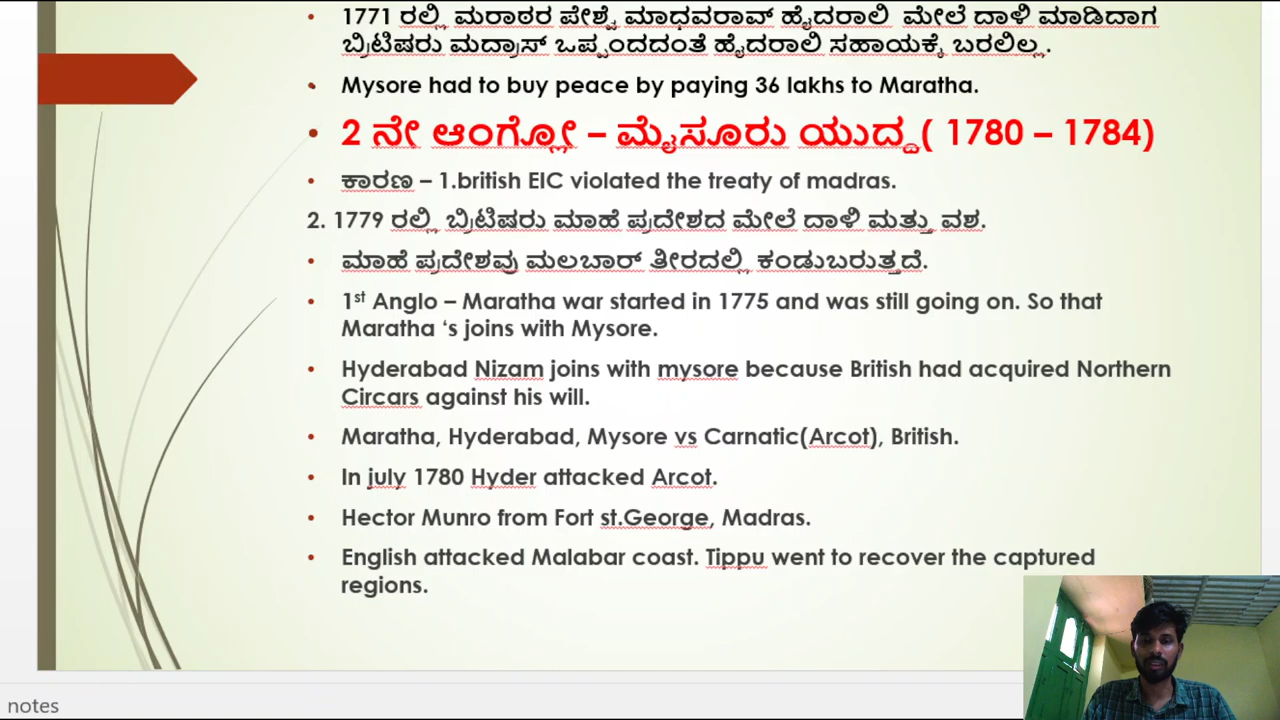 1771 ರಲ್ಲಿ ಮರಾಠರ ಪೇಶ್ವೆ ಮಾಧವರಾವ್ ಹೈದರಾಲಿ ಮೇಲೆ ದಾಳಿ ಮಾಡಿದಾಗ
ಬ್ರಿಟಿಷರು ಮದ್ರಾಸ್ ಒಪ್ಪಂದದಂತೆ ಹೈದರಾಲಿ ಸಹಾಯಕ್ಕೆ ಬರಲಿಲ್ಲ.
Mysore had to buy peace by paying 36 lakhs to Maratha.
2 ನೇ ಆಂಗ್ಲೋ – ಮೈಸೂರು ಯುದ್ದ( 1780 – 1784)
ಕಾರಣ – 1.british EIC violated the treaty of madras.
2. 1779 ರಲ್ಲಿ ಬ್ರಿಟಿಷರು ಮಾಹೆ ಪ್ರದೇಶದ ಮೇಲೆ ದಾಳಿ ಮತ್ತು ವಶ.
ಮಾಹೆ ಪ್ರದೇಶವು ಮಲಬಾರ್ ತೀರದಲ್ಲಿ ಕಂಡುಬರುತ್ತದೆ.
1st Anglo – Maratha war started in 1775 and was still going on. So that
Maratha ‘s joins with Mysore.
Hyderabad Nizam joins with mysore because British had acquired Northern
Circars against his will.
Maratha, Hyderabad, Mysore vs Carnatic(Arcot), British.
In july 1780 Hyder attacked Arcot.
Hector Munro from Fort st.George, Madras.
English attacked Malabar coast. Tippu went to recover the captured
regions.
notes